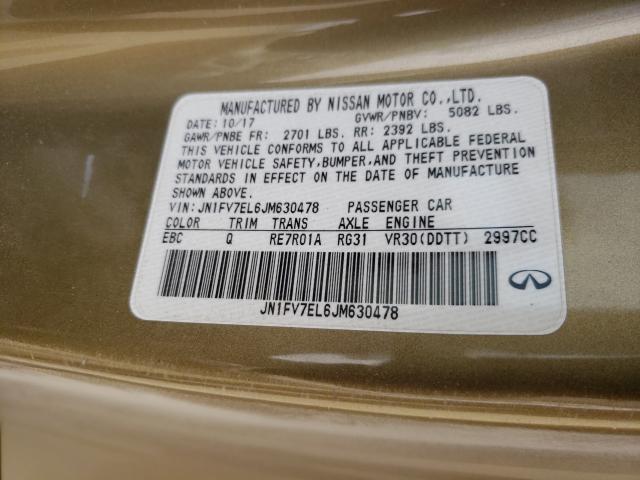 MANUFACTURED BY NISSAN MOTOR CO.,LTD.
DATE: 10/17 GVWR/PNBV: 5082 LBS.
GAWR/PNBE FR: 2701 LBS. RR: 2392 LBS.
THIS VEHICLE CONFORMS TO ALL APPLICABLE FEDERAL
MOTOR VEHICLE SAFETY,BUMPER,AND THEFT PREVENTION
STANDARDS IN EFFECT ON THE DATE OF MANUFACTURE
SHOWN ABOVE.
VIN: JN1FV7EL6JM630478 PASSENGER CAR
COLOR TRIM TRANS AXLE ENGINE
EBC Q RE7R01A RG31 VR30(DDTT) 2997CC
JN1FV7EL6JM630478